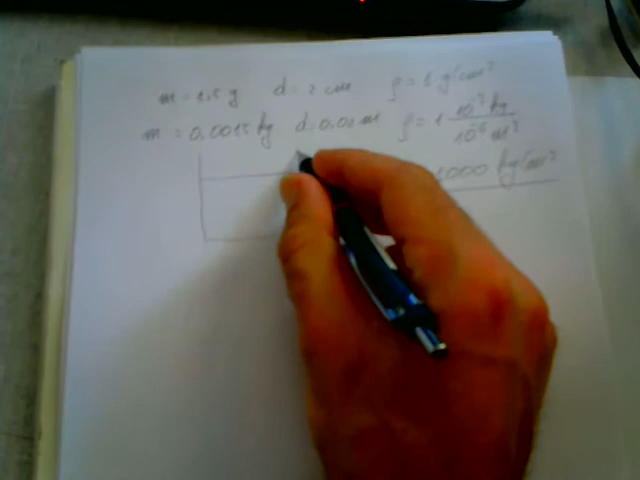 m = 1.5 g d = 2 cm ρ = 1 g/cm³
m = 0.0015 kg d = 0.02 m ρ = 1 10⁻³ kg / 10⁻⁶ m³
1000 kg/m³